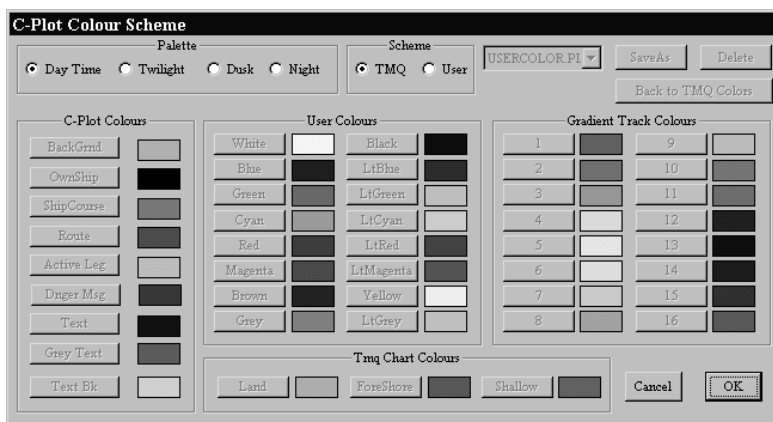 C-Plot Colour Scheme
Palette
Day Time Twilight Dusk Night
Scheme
TMQ User
USERCOLOR.PI
SaveAs Delete
Back to TMQ Colors
C-Plot Colours
BackGrnd
OwnShip
ShipCourse
Route
Active Leg
Dnger Msg
Text
Grey Text
Text Bk
User Colours
White Black
Blue LtBlue
Green LtGreen
Cyan LtCyan
Red LtRed
Magenta LtMagenta
Brown Yellow
Grey LtGrey
Gradient Track Colours
1 9
2 10
3 11
4 12
5 13
6 14
7 15
8 16
Tmq Chart Colours
Land ForeShore Shallow
Cancel OK